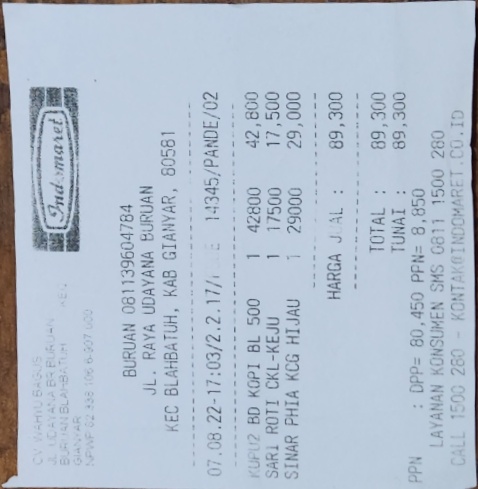 CV. WAHYU BAGUS
JL. UDAYANA BR.BURUAN
BURUAN BLAHBATUH KEC
GIANYAR
NPWP 02.338.106.6-907.000
Indomaret
BURUAN 081139604784
JL. RAYA UDAYANA BURUAN
KEC BLAHBATUH, KAB GIANYAR, 80581
07.08.22-17:03/2.2.17/ 14345/PANDE/02
KUPU2 BD KOPI BL 500 1 42800 42,800
SARI ROTI CKL-KEJU 1 17500 17,500
SINAR PHIA KCG HIJAU 1 29000 29,000
HARGA JUAL : 89,300
TOTAL : 89,300
TUNAI : 89,300
PPN : DPP= 80,450 PPN= 8,850
LAYANAN KONSUMEN SMS 0811 1500 280
CALL 1500 280 - KONTAK@INDOMARET.CO.ID